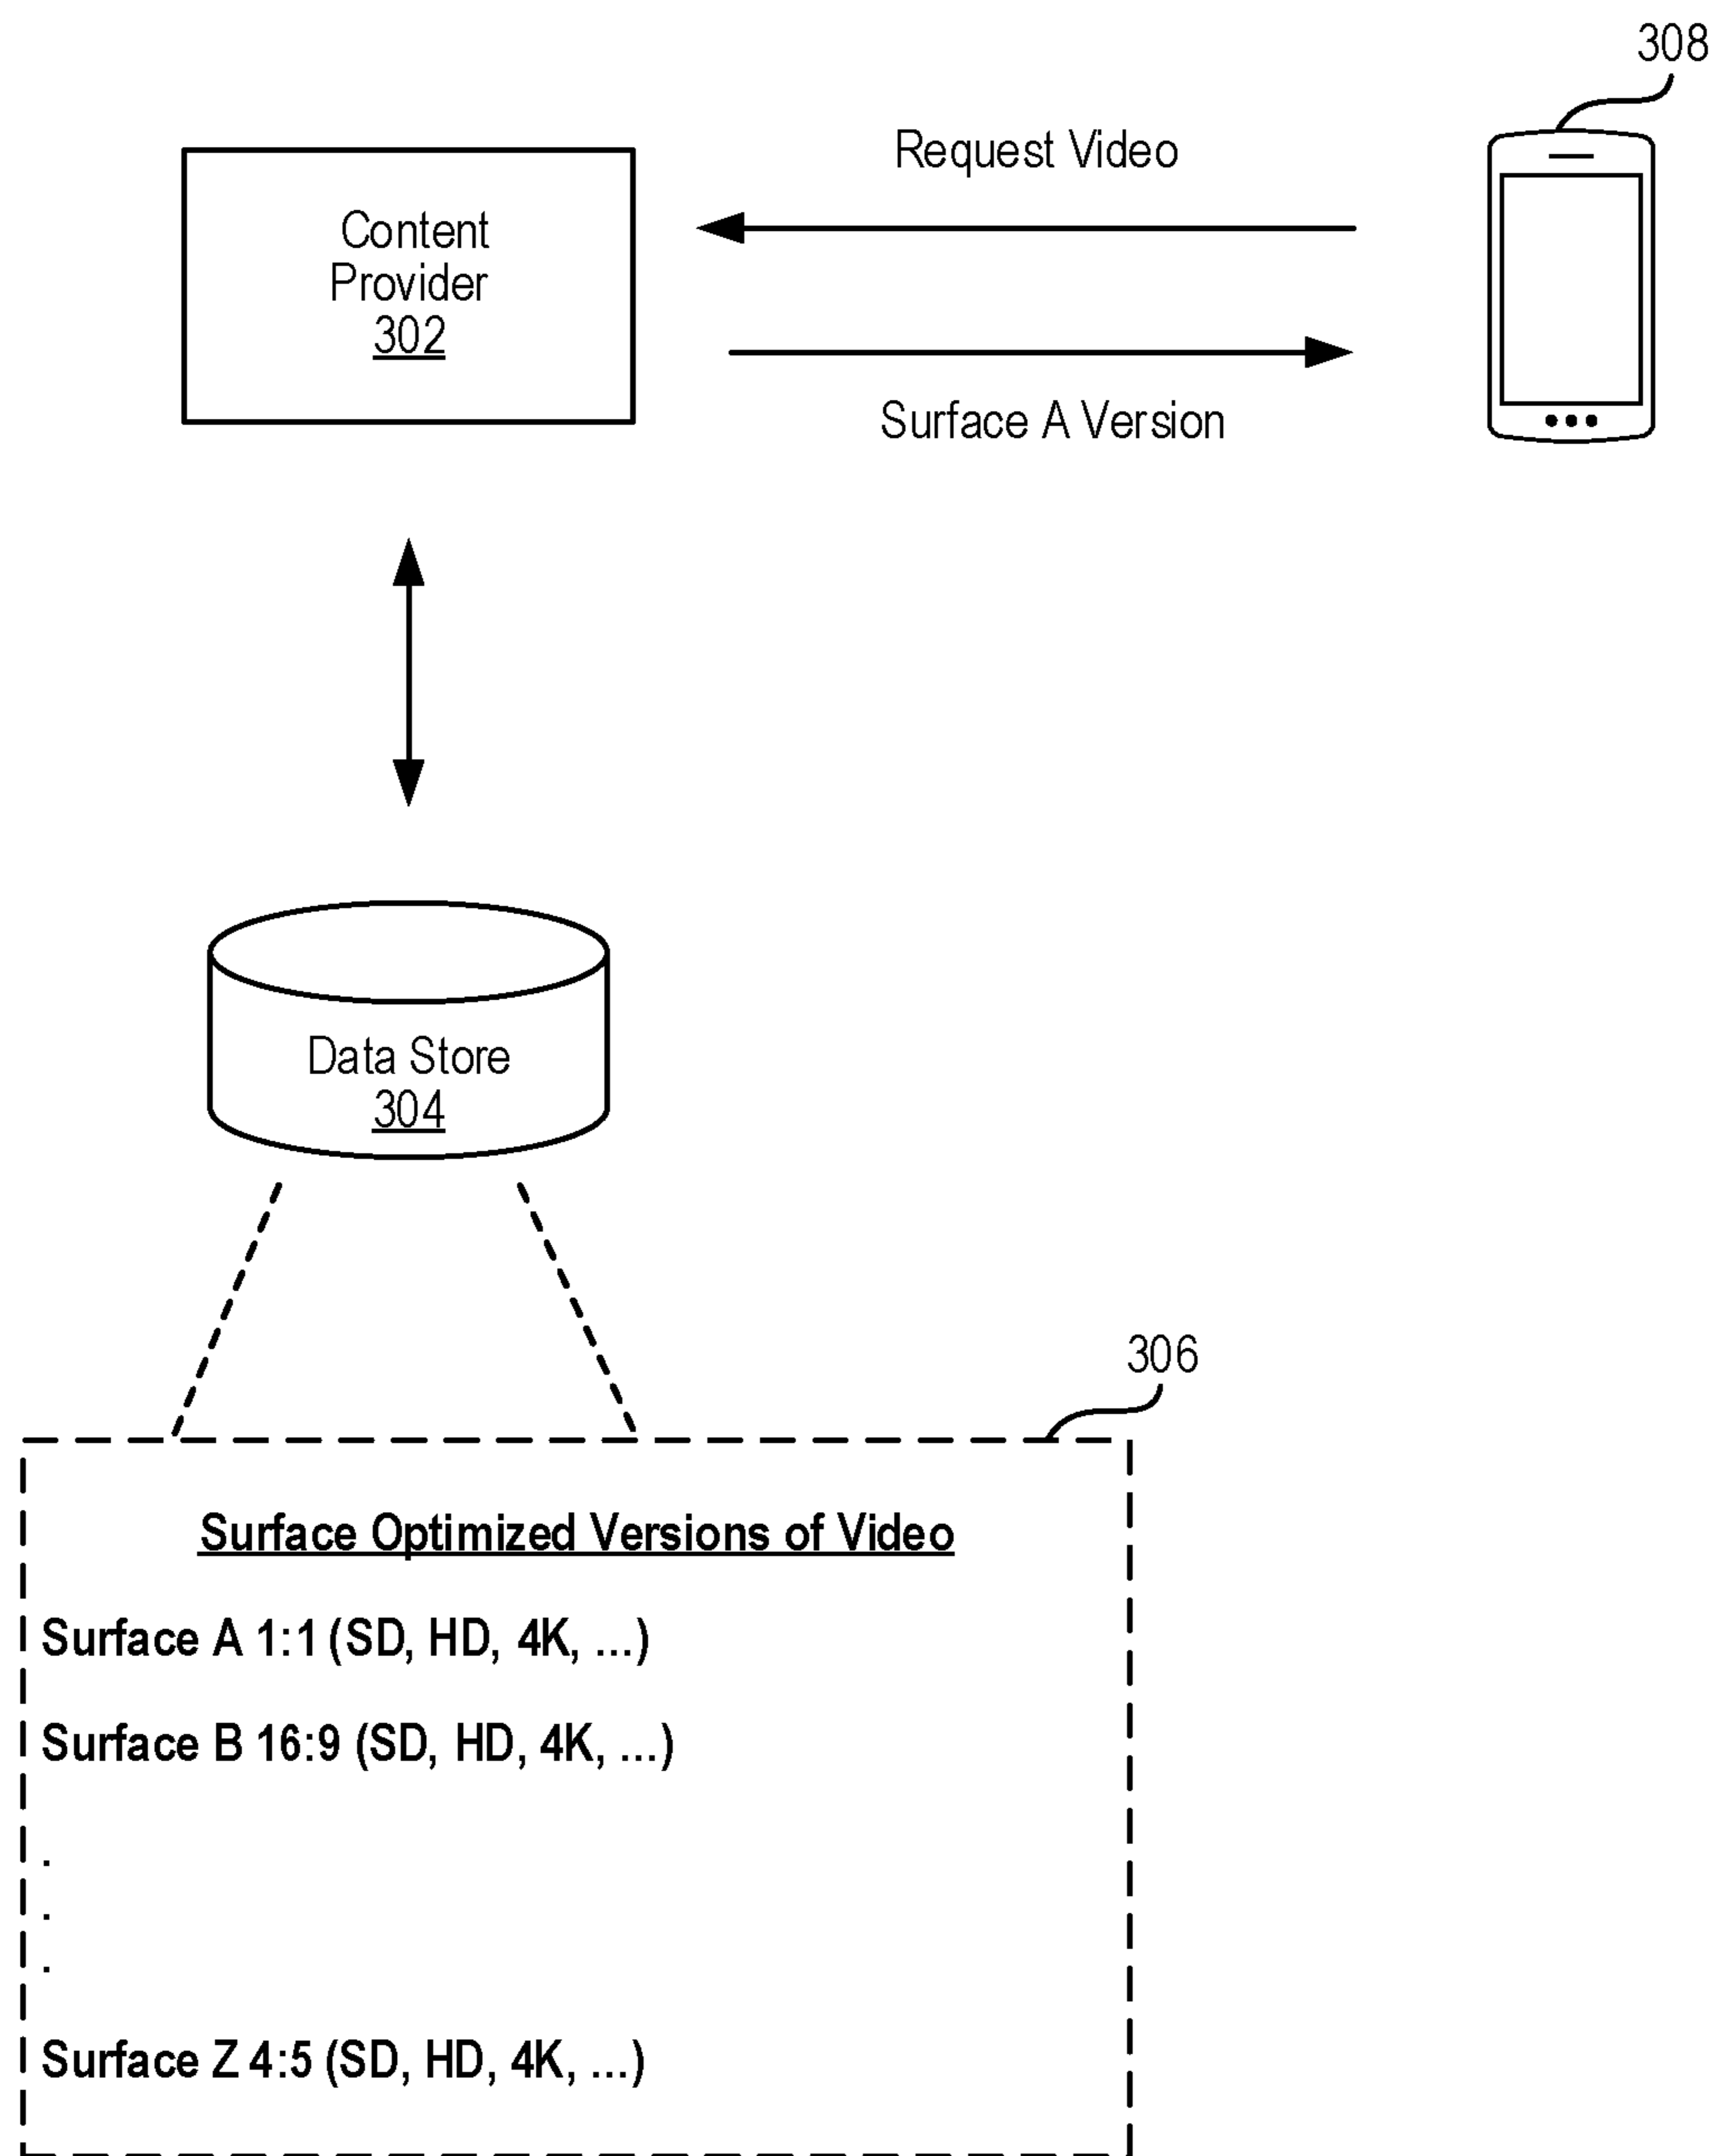 308
Request Video
Content
Provider
302
Surface A Version
Data Store
304
306
Surface Optimized Versions of Video
Surface A 1:1 (SD, HD, 4K, ...)
Surface B 16:9 (SD, HD, 4K, ...)
.
.
.
Surface Z 4:5 (SD, HD, 4K, ...)